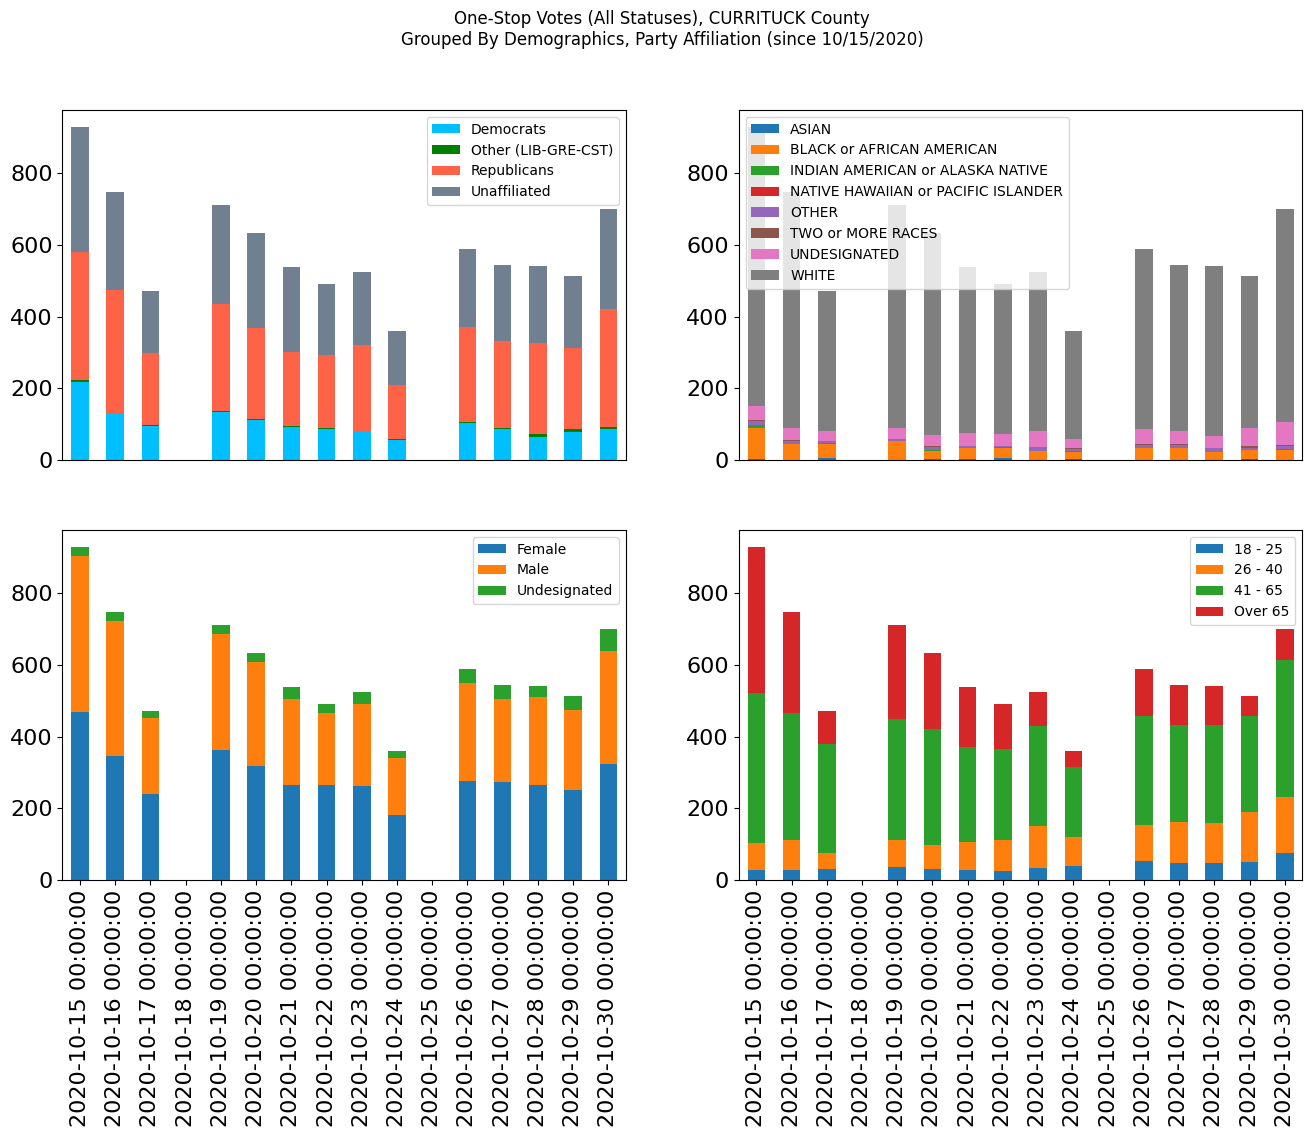 One-Stop Votes (All Statuses), CURRITUCK County
Grouped By Demographics, Party Affiliation (since 10/15/2020)
800
600
400
200
0
Democrats
Other (LIB-GRE-CST)
Republicans
Unaffiliated
800
600
400
200
0
ASIAN
BLACK or AFRICAN AMERICAN
INDIAN AMERICAN or ALASKA NATIVE
NATIVE HAWAIIAN or PACIFIC ISLANDER
OTHER
TWO or MORE RACES
UNDESIGNATED
WHITE
800
600
400
200
0
Female
Male
Undesignated
2020-10-15 00:00:00
2020-10-16 00:00:00
2020-10-17 00:00:00
2020-10-18 00:00:00
2020-10-19 00:00:00
2020-10-20 00:00:00
2020-10-21 00:00:00
2020-10-22 00:00:00
2020-10-23 00:00:00
2020-10-24 00:00:00
2020-10-25 00:00:00
2020-10-26 00:00:00
2020-10-27 00:00:00
2020-10-28 00:00:00
2020-10-29 00:00:00
2020-10-30 00:00:00
800
600
400
200
0
18 - 25
26 - 40
41 - 65
Over 65
2020-10-15 00:00:00
2020-10-16 00:00:00
2020-10-17 00:00:00
2020-10-18 00:00:00
2020-10-19 00:00:00
2020-10-20 00:00:00
2020-10-21 00:00:00
2020-10-22 00:00:00
2020-10-23 00:00:00
2020-10-24 00:00:00
2020-10-25 00:00:00
2020-10-26 00:00:00
2020-10-27 00:00:00
2020-10-28 00:00:00
2020-10-29 00:00:00
2020-10-30 00:00:00